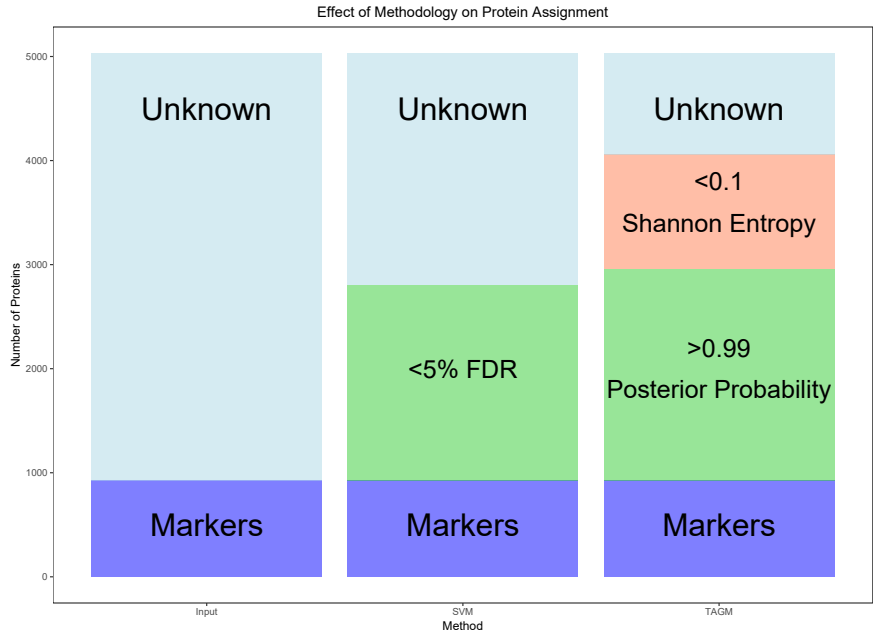 Effect of Methodology on Protein Assignment
Number of Proteins
5000
4000
3000
2000
1000
0
Unknown
Markers
Unknown
<5% FDR
Markers
Unknown
<0.1
Shannon Entropy
>0.99
Posterior Probability
Markers
Input
SVM
TAGM
Method